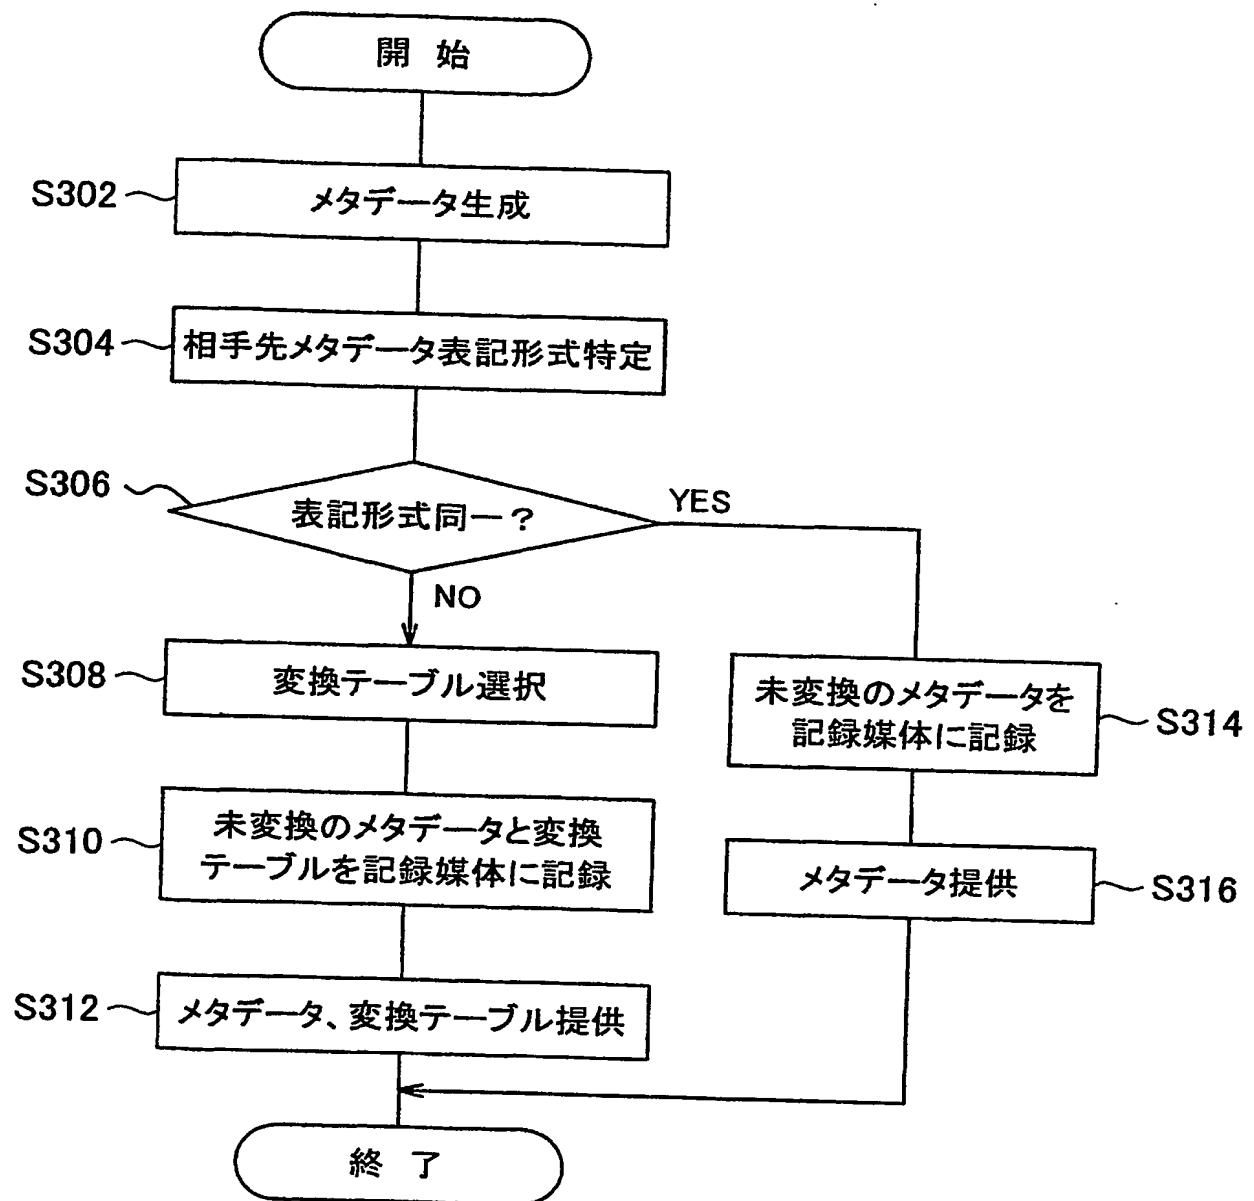 開 始
S302
メタデータ生成
S304
相手先メタデータ表記形式特定
S306
表記形式同一？
YES
NO
S308
変換テーブル選択
未変換のメタデータを
記録媒体に記録
S314
S310
未変換のメタデータと変換
テーブルを記録媒体に記録
メタデータ提供
S316
S312
メタデータ、変換テーブル提供
終 了